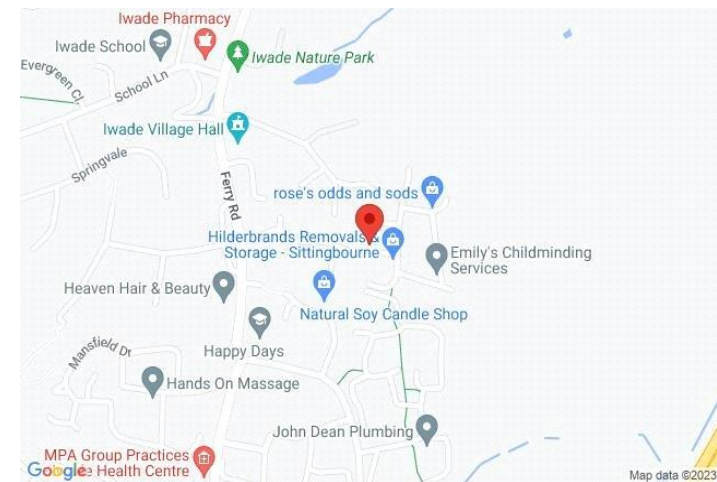 Iwade Pharmacy
Iwade School
Iwade Nature Park
Evergreen Cl
School Ln
Iwade Village Hall
Springvale
Ferry Rd
rose's odds and sods
Hilderbrands Removals &
Storage - Sittingbourne
Emily's Childminding
Services
Heaven Hair & Beauty
Natural Soy Candle Shop
Happy Days
Mansfield Dr
Hands On Massage
John Dean Plumbing
MPA Group Practices
Google e Health Centre
Map data ©2023